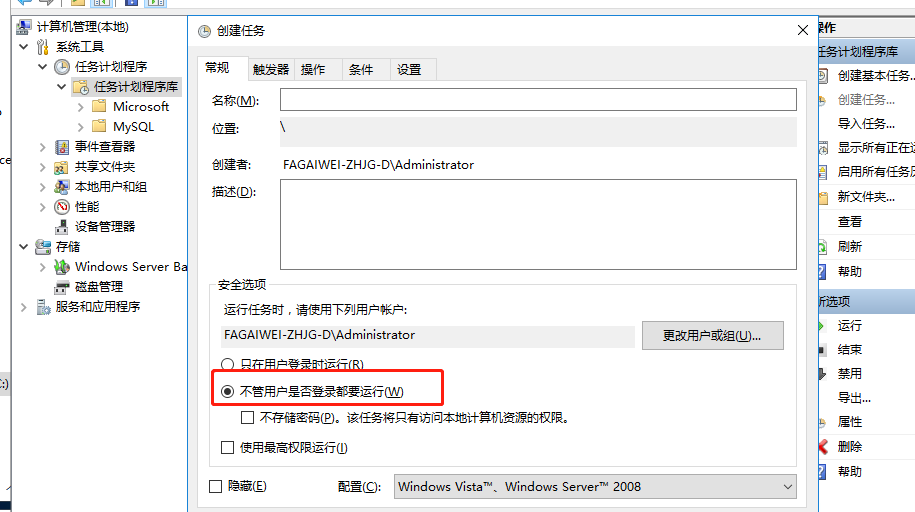 计算机管理(本地)
系统工具
任务计划程序
任务计划程序库
Microsoft
MySQL
事件查看器
共享文件夹
本地用户和组
性能
设备管理器
存储
Windows Server Ba
磁盘管理
服务和应用程序
创建任务
常规 触发器 操作 条件 设置
名称(M):
位置: \
创建者: FAGAIWEI-ZHJG-D\Administrator
描述(D):
安全选项
运行任务时，请使用下列用户帐户:
FAGAIWEI-ZHJG-D\Administrator
更改用户或组(U)...
只在用户登录时运行(R)
不管用户是否登录都要运行(W)
不存储密码(P)。该任务将只有访问本地计算机资源的权限。
使用最高权限运行(I)
隐藏(E) 配置(C): Windows Vista™、Windows Server™ 2008
操作
任务计划程序库
创建基本任务...
创建任务...
导入任务...
显示所有正在运
启用所有任务历
新文件夹...
查看
刷新
帮助
所选项
运行
结束
禁用
导出...
属性
删除
帮助